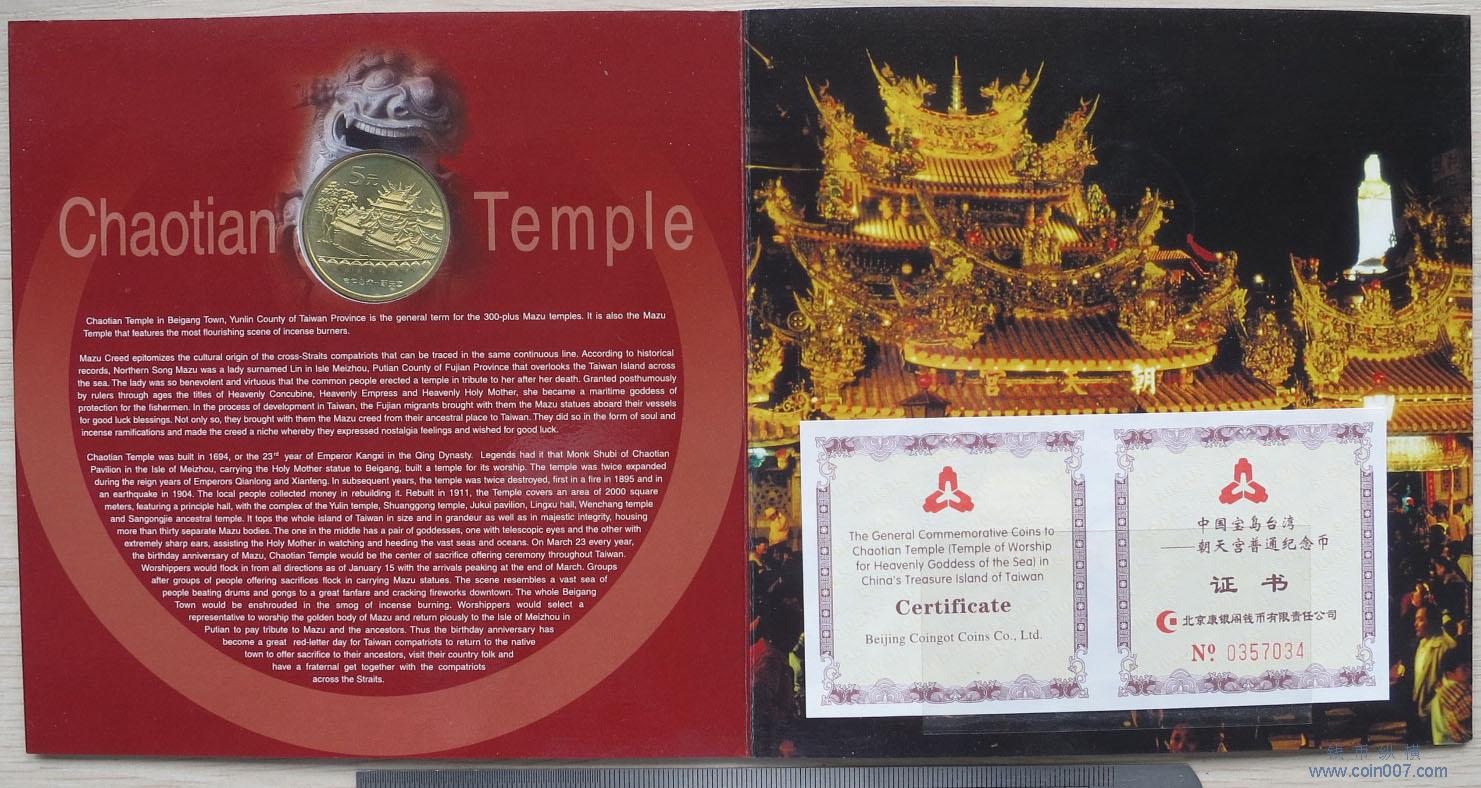 Chaotian Temple
5元
Chaotian Temple in Beigang Town, Yunlin County of Taiwan Province is the general term for the 300-plus Mazu temples. It is also the Mazu
Temple that features the most flourishing scene of incense burners.
Mazu Creed epitomizes the cultural origin of the cross-Straits compatriots that can be traced in the same continuous line. According to historical
records, Northern Song Mazu was a lady surnamed Lin in Isle Meizhou, Putian County of Fujian Province that overlooks the Taiwan Island across
the sea. The lady was so benevolent and virtuous that the common people erected a temple in tribute to her after her death. Granted posthumously
by rulers through ages the titles of Heavenly Concubine, Heavenly Empress and Heavenly Holy Mother, she became a maritime goddess of
protection for the fishermen. In the process of development in Taiwan, the Fujian migrants brought with them the Mazu statues aboard their vessels
for good luck blessings. Not only so, they brought with them the Mazu creed from their ancestral place to Taiwan. They did so in the form of soul and
incense ramifications and made the creed a niche whereby they expressed nostalgia feelings and wished for good luck.
Chaotian Temple was built in 1694, or the 23rd year of Emperor Kangxi in the Qing Dynasty. Legends had it that Monk Shubi of Chaotian
Pavilion in the Isle of Meizhou, carrying the Holy Mother statue to Beigang, built a temple for its worship. The temple was twice expanded
during the reign years of Emperors Qianlong and Xianfeng. In subsequent years, the temple was twice destroyed, first in a fire in 1895 and in
an earthquake in 1904. The local people collected money in rebuilding it. Rebuilt in 1911, the Temple covers an area of 2000 square
meters, featuring a principle hall, with the complex of the Yulin temple, Shuanggong temple, Jukui pavilion, Lingxu hall, Wenchang temple
and Sangongjie ancestral temple. It tops the whole island of Taiwan in size and in grandeur as well as in majestic integrity, housing
more than thirty separate Mazu bodies. The one in the middle has a pair of goddesses, one with telescopic eyes and the other with
extremely sharp ears, assisting the Holy Mother in watching and heeding the vast seas and oceans. On March 23 every year,
the birthday anniversary of Mazu, Chaotian Temple would be the center of sacrifice offering ceremony throughout Taiwan.
Worshippers would flock in from all directions as of January 15 with the arrivals peaking at the end of March. Groups
after groups of people offering sacrifices flock in carrying Mazu statues. The scene resembles a vast sea of
people beating drums and gongs to a great fanfare and cracking fireworks downtown. The whole Beigang
Town would be enshrouded in the smog of incense burning. Worshippers would select a
representative to worship the golden body of Mazu and return piously to the Isle of Meizhou in
Putian to pay tribute to Mazu and the ancestors. Thus the birthday anniversary has
become a great red-letter day for Taiwan compatriots to return to the native
town to offer sacrifice to their ancestors, visit their country folk and
have a fraternal get together with the compatriots
across the Straits.
朝
The General Commemorative Coins to
Chaotian Temple (Temple of Worship
for Heavenly Goddess of the Sea) in
China's Treasure Island of Taiwan
Certificate
Beijing Coingot Coins Co., Ltd.
中国宝岛台湾
——朝天宫普通纪念币
证书
北京康银阁钱币有限责任公司
Nº 0357034
钱币纵横
www.coin007.com